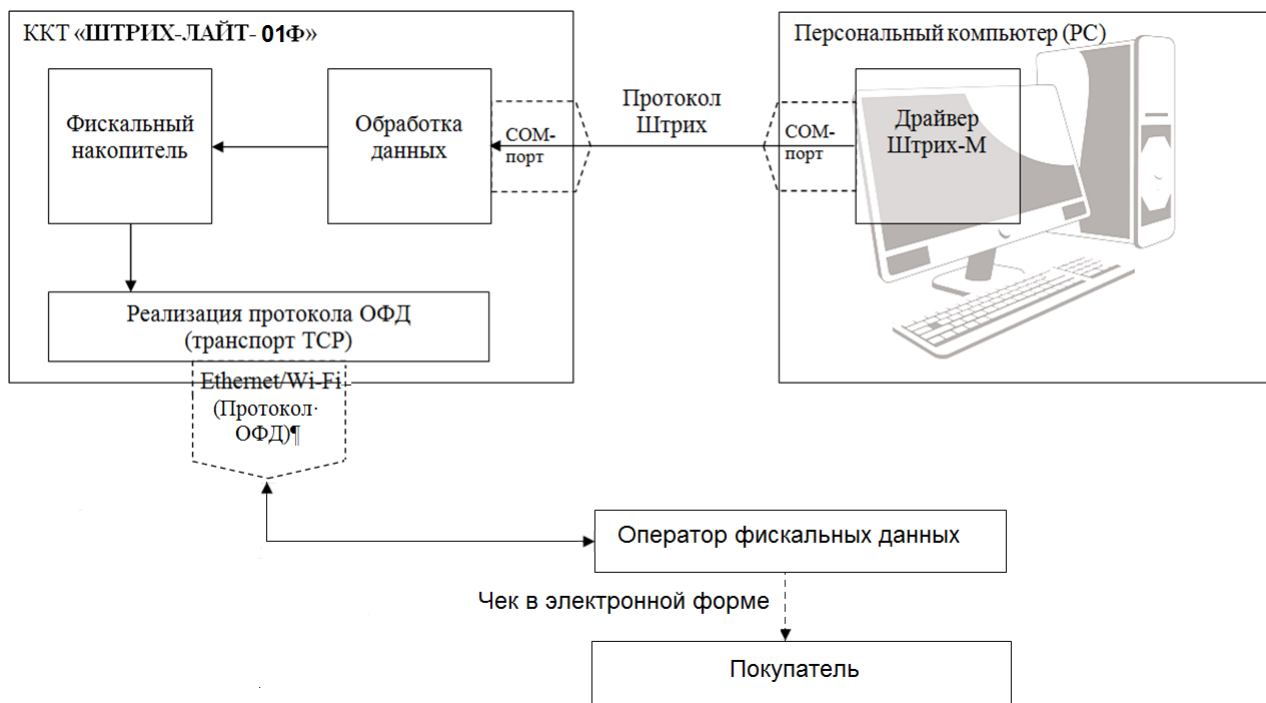 ККТ «ШТРИХ-ЛАЙТ- 01Ф»
Фискальный
накопитель
Обработка
данных
COM-
порт
Протокол
Штрих
Персональный компьютер (PC)
COM-
порт
Драйвер
Штрих-М
Реализация протокола ОФД
(транспорт TCP)
Ethernet/Wi-Fi
(Протокол·
ОФД)¶
Оператор фискальных данных
Чек в электронной форме
Покупатель